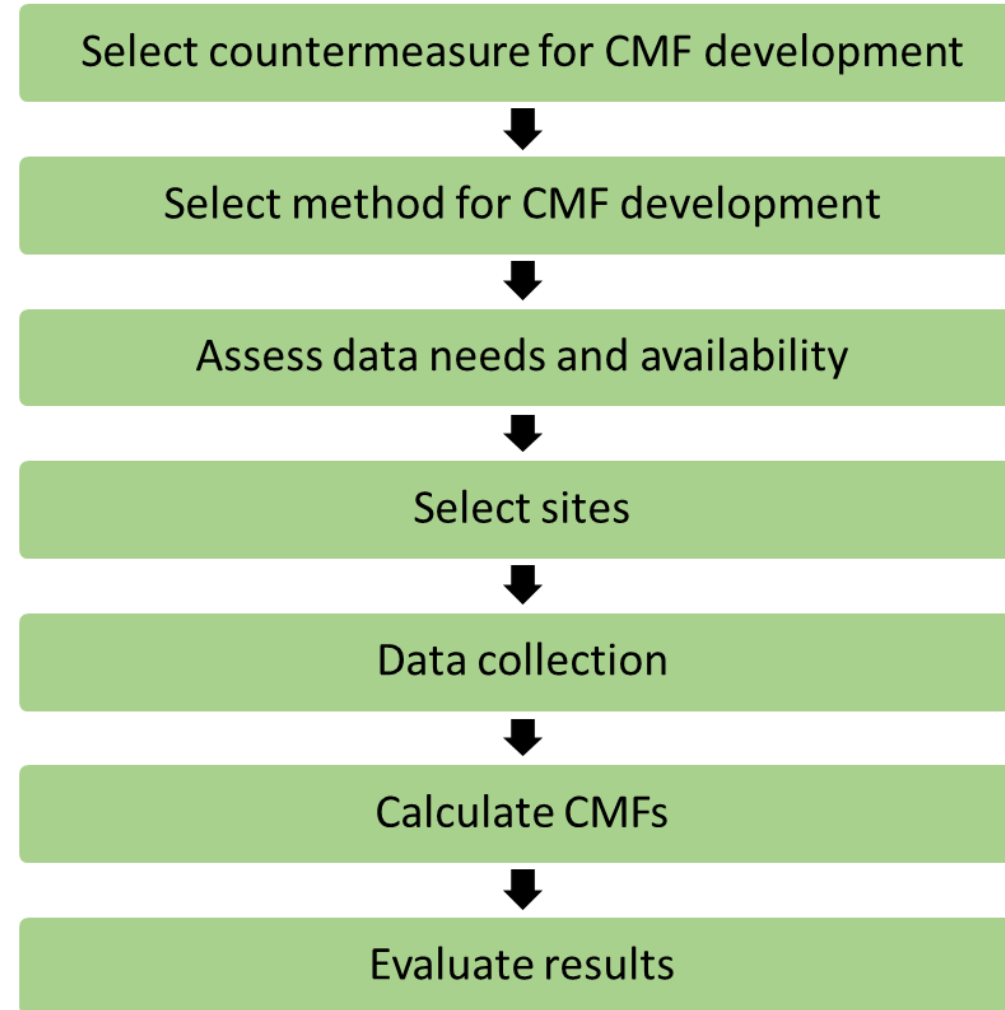 Select countermeasure for CMF development
Select method for CMF development
Assess data needs and availability
Select sites
Data collection
Calculate CMFs
Evaluate results